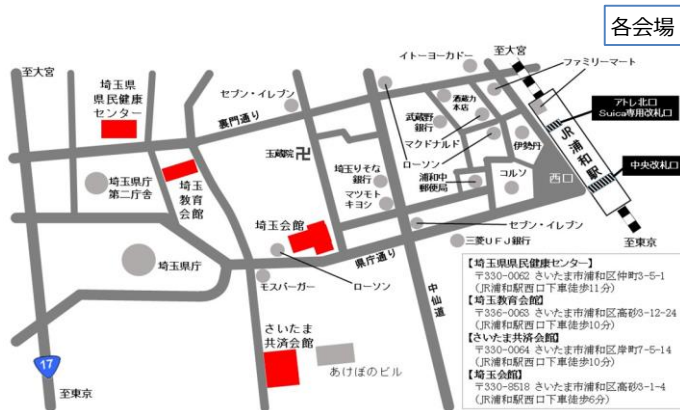 各会場
至大宮
至大宮
イトーヨーカドー
ファミリーマート
埼玉県
県民健康
センター
セブン・イレブン
裏門通り
酒蔵力
本店
武蔵野
銀行
マクドナルド
ローソン
伊勢丹
アトレ北口
Suica専用改札口
JR浦和駅
中央改札口
玉蔵院
卍
埼玉りそな
銀行
マツモト
キヨシ
浦和中
郵便局
コルソ
西口
埼玉県庁
第二庁舎
埼玉
教育
会館
埼玉会館
セブン・イレブン
三菱UFJ銀行
至東京
埼玉県庁
県庁通り
モスバーガー
ローソン
中仙道
さいたま
共済会館
あけぼのビル
17
至東京
【埼玉県県民健康センター】
〒330-0062 さいたま市浦和区仲町3-5-1
(JR浦和駅西口下車徒歩11分)
【埼玉教育会館】
〒336-0063 さいたま市浦和区高砂3-12-24
(JR浦和駅西口下車徒歩10分)
【さいたま共済会館】
〒330-0064 さいたま市浦和区岸町7-5-14
(JR浦和駅西口下車徒歩10分)
【埼玉会館】
〒330-8518 さいたま市浦和区高砂3-1-4
(JR浦和駅西口下車徒歩6分)